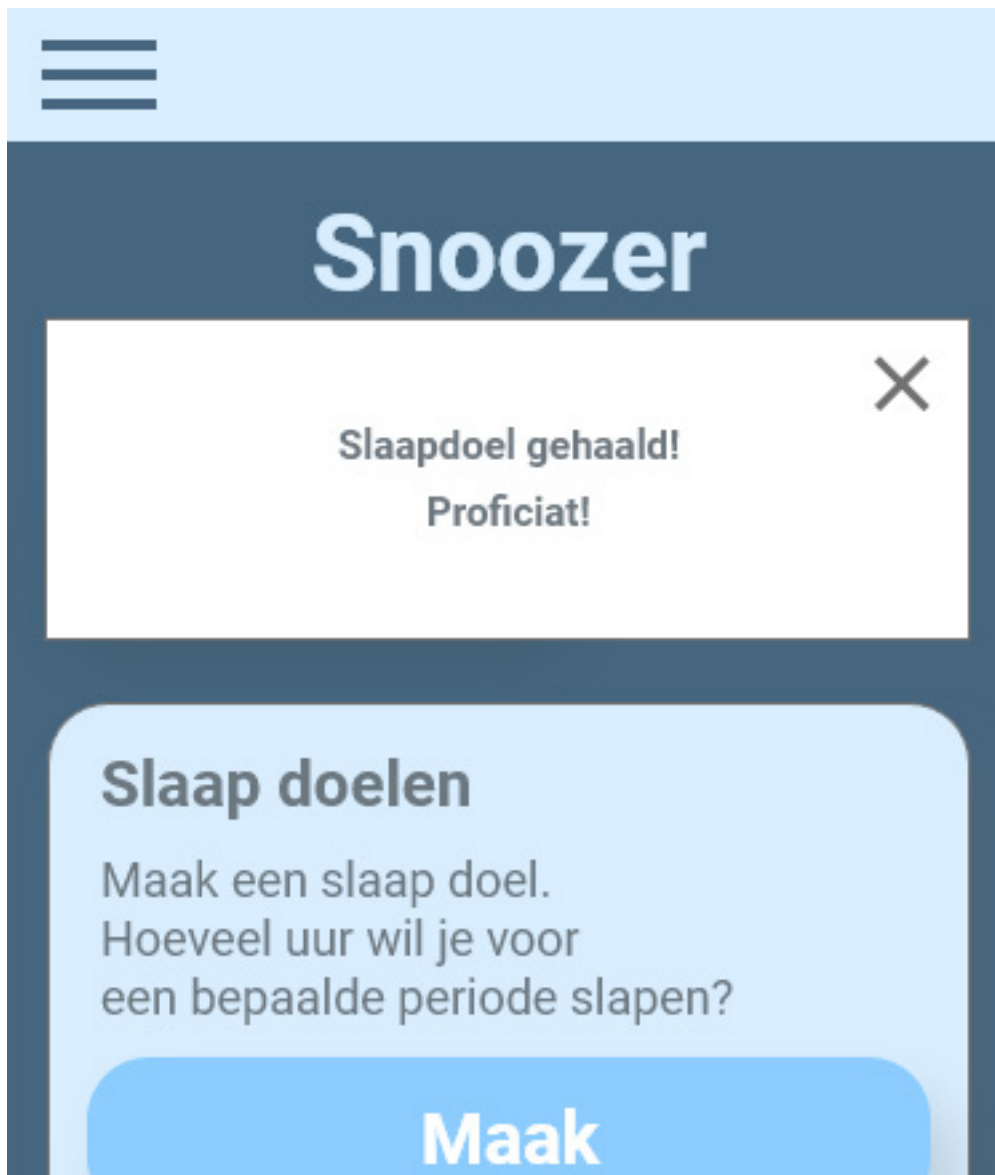 Snoozer
Slaapdoel gehaald!
Proficiat!
Slaap doelen
Maak een slaap doel.
Hoeveel uur wil je voor
een bepaalde periode slapen?
Maak